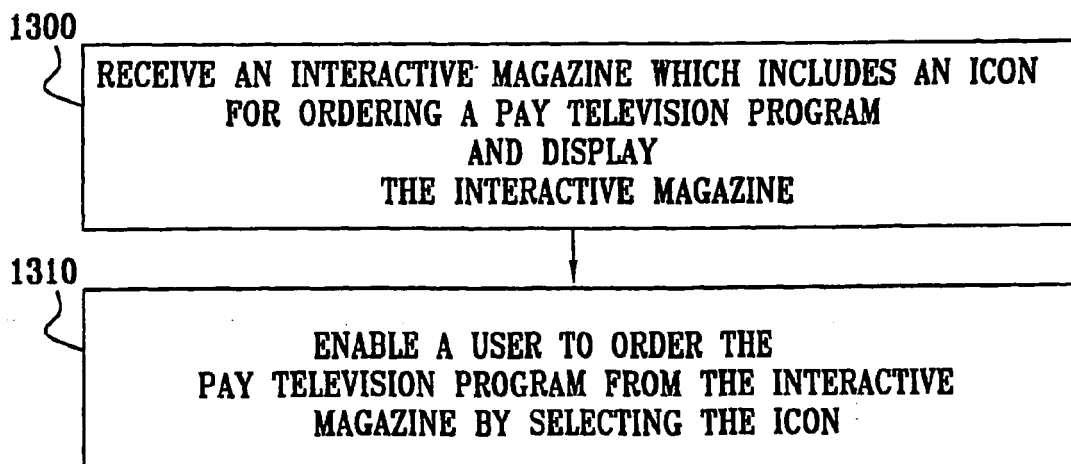 1300
RECEIVE AN INTERACTIVE MAGAZINE WHICH INCLUDES AN ICON
FOR ORDERING A PAY TELEVISION PROGRAM
AND DISPLAY
THE INTERACTIVE MAGAZINE
1310
ENABLE A USER TO ORDER THE
PAY TELEVISION PROGRAM FROM THE INTERACTIVE
MAGAZINE BY SELECTING THE ICON